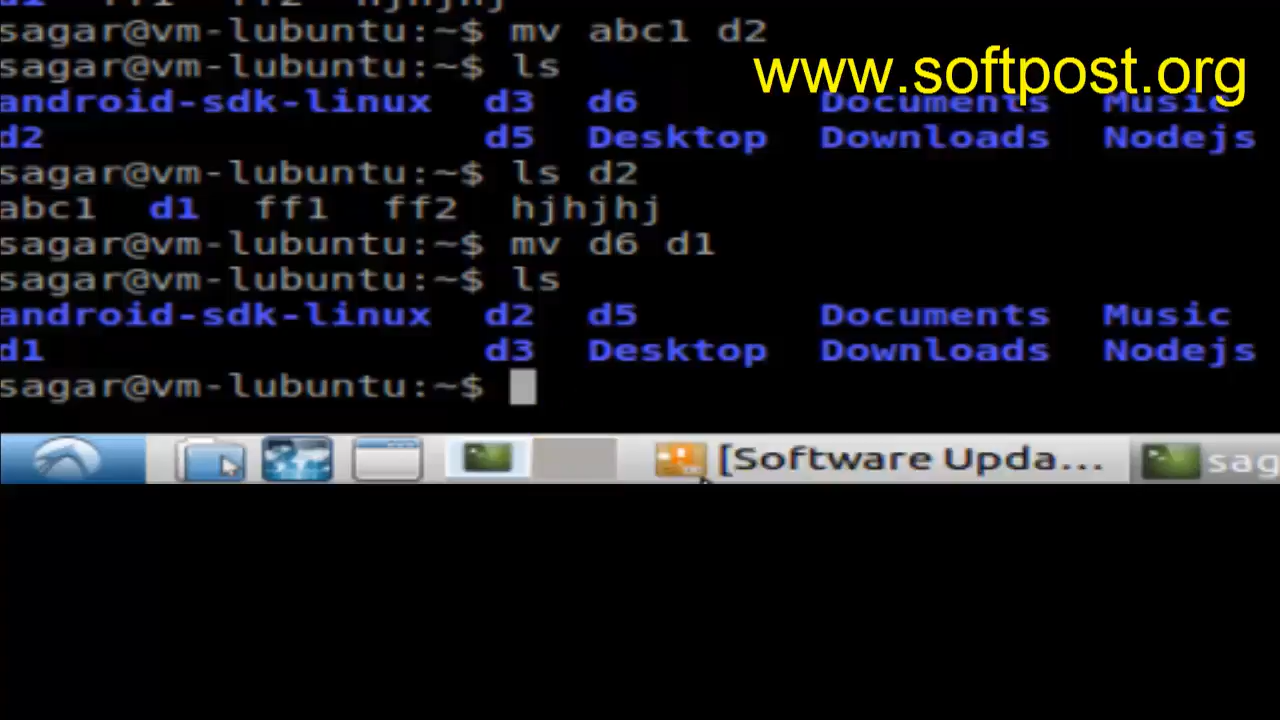 sagar@vm-lubuntu:~$ mv abc1 d2
sagar@vm-lubuntu:~$ ls
www.softpost.org
android-sdk-linux d3 d6 Documents Music
d2 d5 Desktop Downloads Nodejs
sagar@vm-lubuntu:~$ ls d2
abc1 d1 ff1 ff2 hjhjhj
sagar@vm-lubuntu:~$ mv d6 d1
sagar@vm-lubuntu:~$ ls
android-sdk-linux d2 d5 Documents Music
d1 d3 Desktop Downloads Nodejs
sagar@vm-lubuntu:~$
[Software Upda... sag